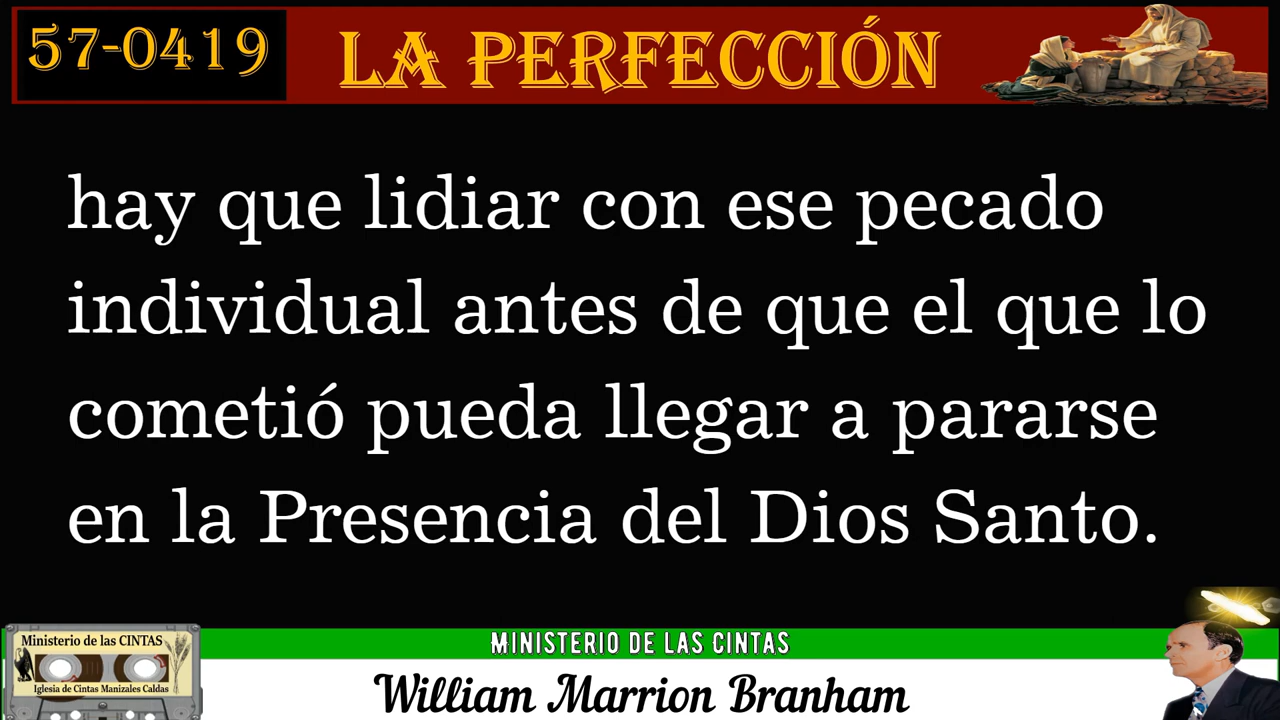 57-0419
LA PERFECCIÓN
hay que lidiar con ese pecado
individual antes de que el que lo
cometió pueda llegar a pararse
en la Presencia del Dios Santo.
Ministerio de las CINTAS
Iglesia de Cintas Manizales Caldas
MINISTERIO DE LAS CINTAS
William Marrion Branham